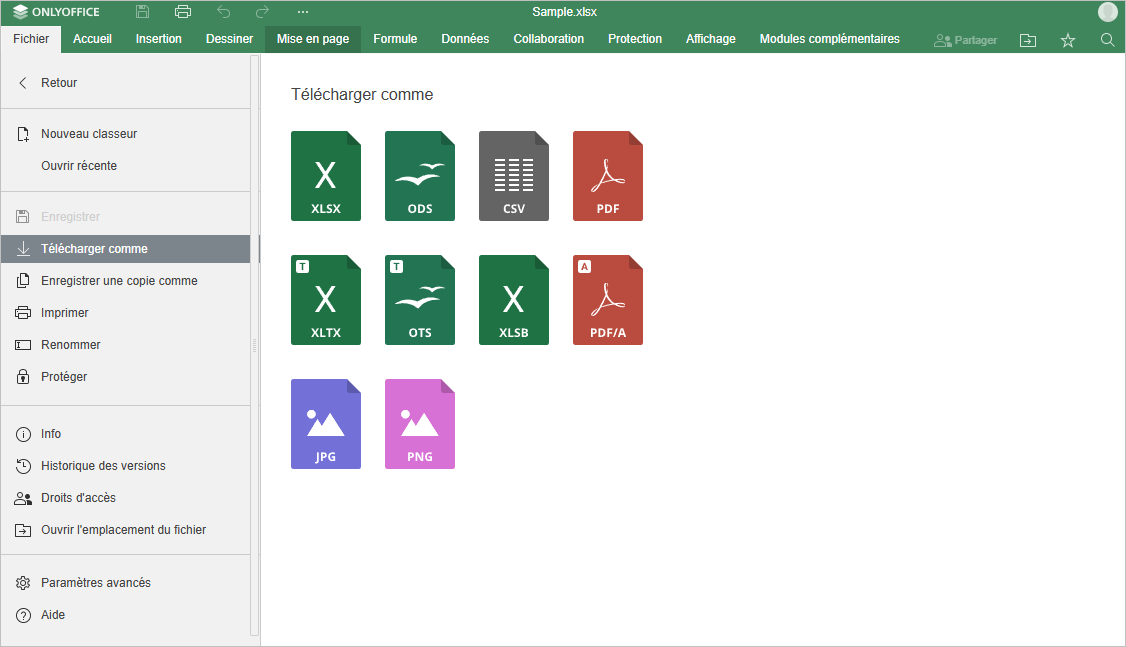 ONLYOFFICE
Sample.xlsx
Fichier Accueil Insertion Dessiner Mise en page Formule Données Collaboration Protection Affichage Modules complémentaires Partager
Retour
Nouveau classeur
Ouvrir récente
Enregistrer
Télécharger comme
Enregistrer une copie comme
Imprimer
Renommer
Protéger
Info
Historique des versions
Droits d'accès
Ouvrir l'emplacement du fichier
Paramètres avancés
Aide
Télécharger comme
X X
XLSX ODS CSV PDF
T T A
X X
XLTX OTS XLSB PDF/A
JPG PNG